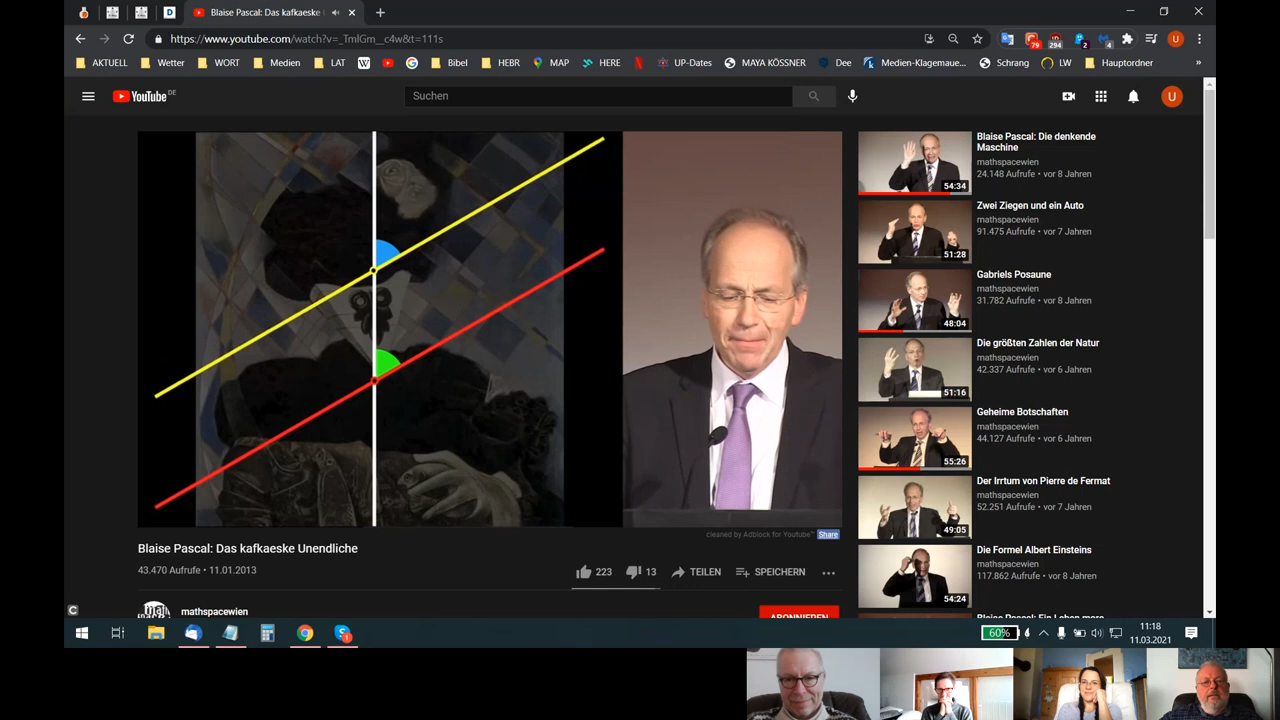 Blaise Pascal: Das kafkaeske
https://www.youtube.com/watch?v=_TmlGm__c4w&t=111s
79
294
2
4
U
AKTUELL
Wetter
WORT
Medien
LAT
W
G
Bibel
HEBR
MAP
HERE
UP-Dates
MAYA KÖSSNER
Dee
Medien-Klagemaue...
Schrang
LW
Hauptordner
»
YouTube DE
Suchen
U
Blaise Pascal: Die denkende
Maschine
mathspacewien
24.148 Aufrufe • vor 8 Jahren
54:34
Zwei Ziegen und ein Auto
mathspacewien
91.475 Aufrufe • vor 7 Jahren
51:28
Gabriels Posaune
mathspacewien
31.782 Aufrufe • vor 8 Jahren
48:04
Die größten Zahlen der Natur
mathspacewien
42.337 Aufrufe • vor 6 Jahren
51:16
Geheime Botschaften
mathspacewien
44.127 Aufrufe • vor 6 Jahren
55:26
Der Irrtum von Pierre de Fermat
mathspacewien
52.251 Aufrufe • vor 7 Jahren
49:05
Die Formel Albert Einsteins
mathspacewien
117.862 Aufrufe • vor 8 Jahren
54:24
cleaned by Adblock for Youtube™ Share
Blaise Pascal: Das kafkaeske Unendliche
43.470 Aufrufe • 11.01.2013
223
13
TEILEN
SPEICHERN
mathspacewien
ABONNIEREN
60%
11:18
11.03.2021